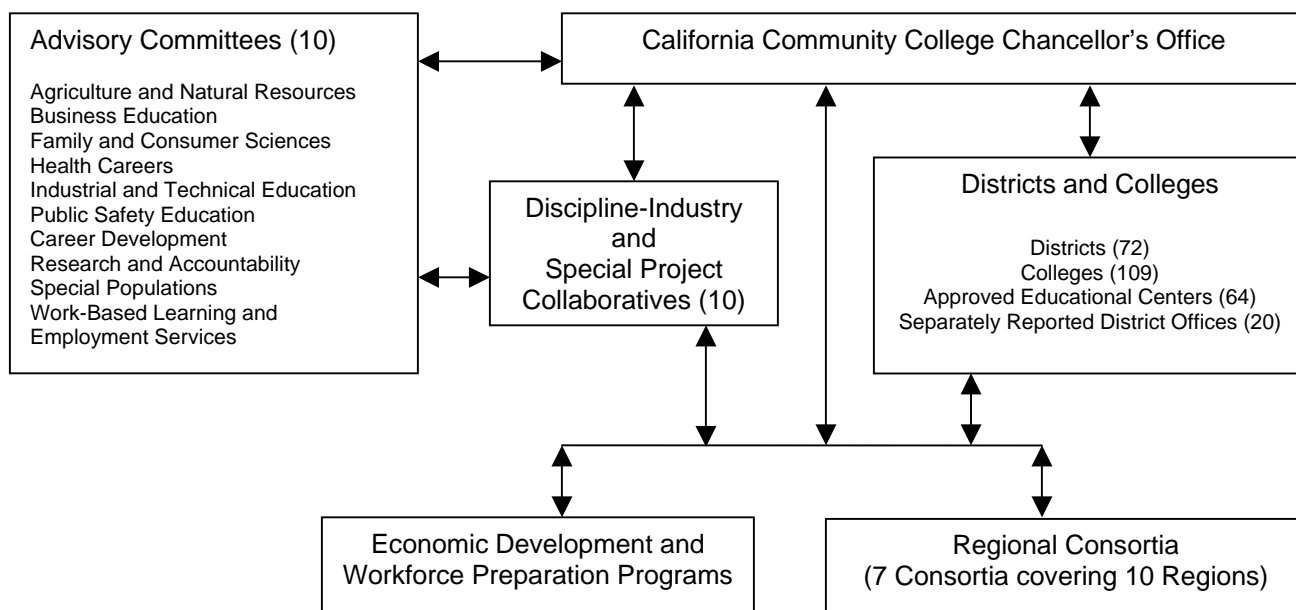 Advisory Committees (10)
Agriculture and Natural Resources
Business Education
Family and Consumer Sciences
Health Careers
Industrial and Technical Education
Public Safety Education
Career Development
Research and Accountability
Special Populations
Work-Based Learning and
Employment Services
California Community College Chancellor’s Office
Discipline-Industry
and
Special Project
Collaboratives (10)
Districts and Colleges
Districts (72)
Colleges (109)
Approved Educational Centers (64)
Separately Reported District Offices (20)
Economic Development and
Workforce Preparation Programs
Regional Consortia
(7 Consortia covering 10 Regions)